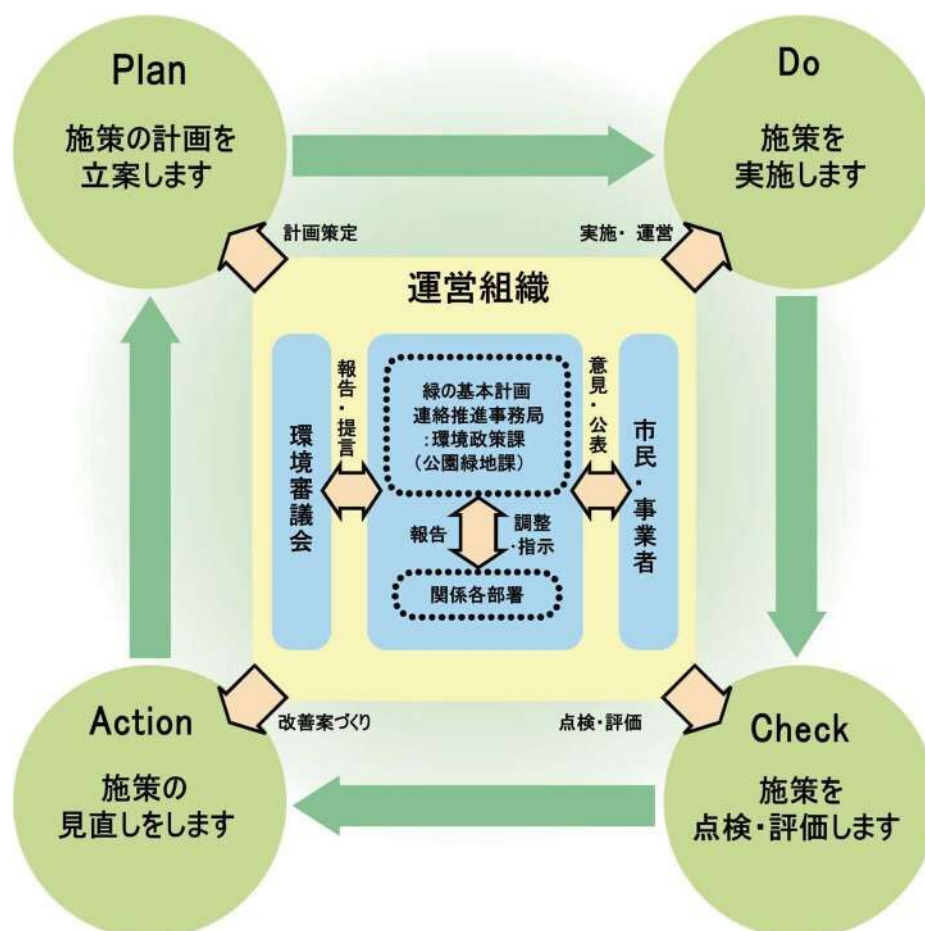 Plan
施策の計画を
立案します
Do
施策を
実施します
計画策定
実施・ 運営
運営組織
環境審議会
報告・提言
緑の基本計画
連絡推進事務局
:環境政策課
(公園緑地課)
意見・公表
市民・事業者
報告
調整
・指示
関係各部署
改善案づくり
点検・評価
Action
施策の
見直しをします
Check
施策を
点検・評価します